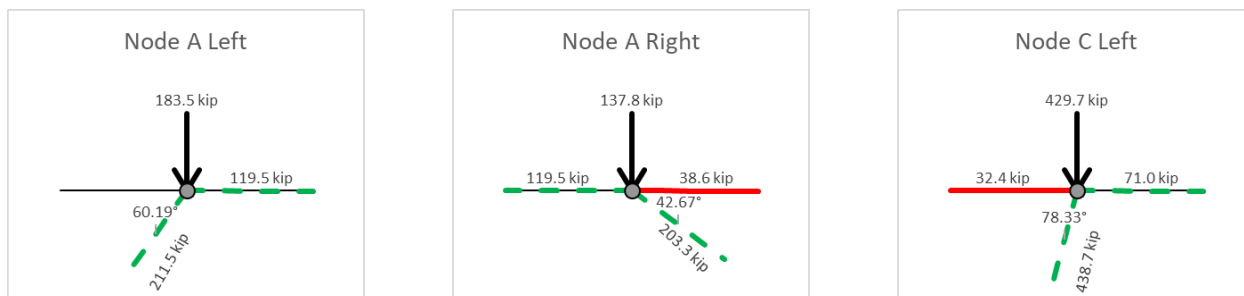 Node A Left
183.5 kip
119.5 kip
60.19°
211.5 kip
Node A Right
137.8 kip
119.5 kip
38.6 kip
42.67°
203.3 kip
Node C Left
429.7 kip
32.4 kip
71.0 kip
78.33°
438.7 kip